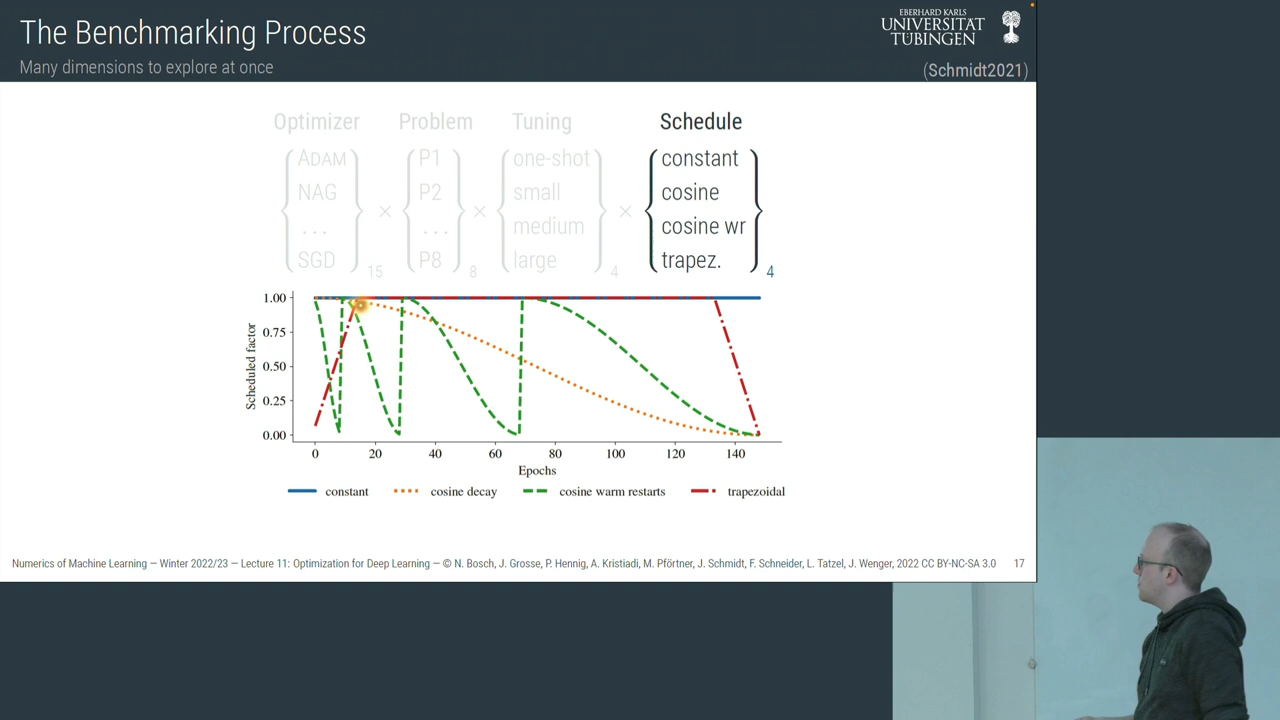 The Benchmarking Process
Many dimensions to explore at once
EBERHARD KARLS
UNIVERSITÄT
TÜBINGEN
(Schmidt2021)
Optimizer Problem Tuning Schedule
ADAM P1 one-shot constant
NAG P2 small cosine
... × ... × medium × cosine wr
SGD P8 large trapez.
15 8 4 4
1.00
0.75
0.50
0.25
0.00
Scheduled factor
0 20 40 60 80 100 120 140
Epochs
constant cosine decay cosine warm restarts trapezoidal
Numerics of Machine Learning — Winter 2022/23 — Lecture 11: Optimization for Deep Learning — © N. Bosch, J. Grosse, P. Hennig, A. Kristiadi, M. Pförtner, J. Schmidt, F. Schneider, L. Tatzel, J. Wenger, 2022 CC BY-NC-SA 3.0 17